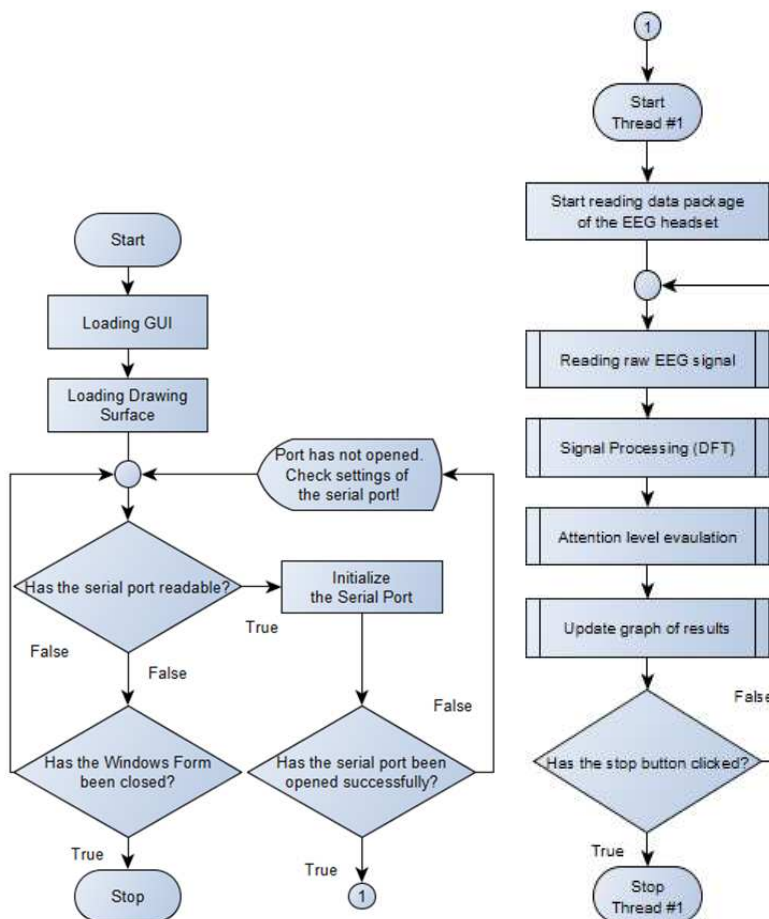 Start
Loading GUI
Loading Drawing
Surface
Port has not opened.
Check settings of
the serial port!
Has the serial port readable?
True
Initialize
the Serial Port
False
False
False
Has the Windows Form
been closed?
Has the serial port been
opened successfully?
True
True
Stop
1
1
Start
Thread #1
Start reading data package
of the EEG headset
Reading raw EEG signal
Signal Processing (DFT)
Attention level evaulation
Update graph of results
False
Has the stop button clicked?
True
Stop
Thread #1